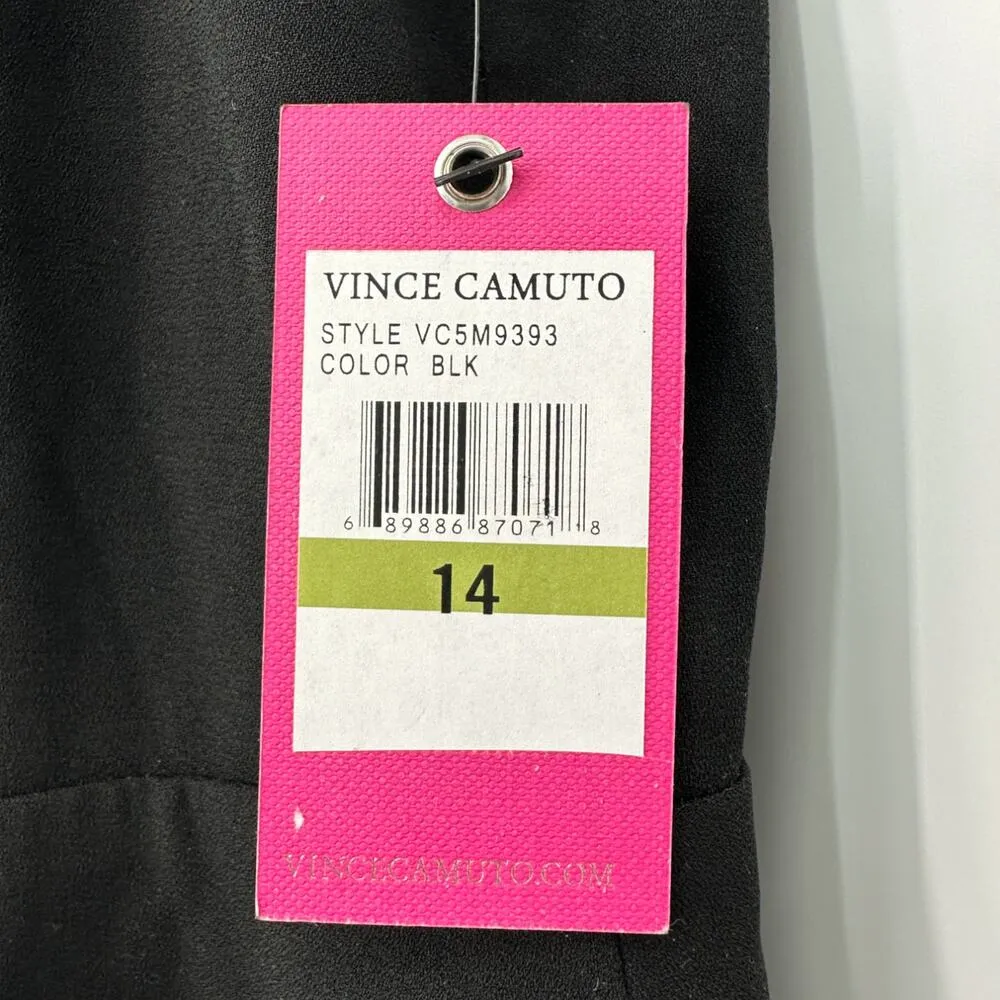 VINCE CAMUTO
STYLE VC5M9393
COLOR BLK
6 89886 87071 8
14
VINCECAMUTO.COM